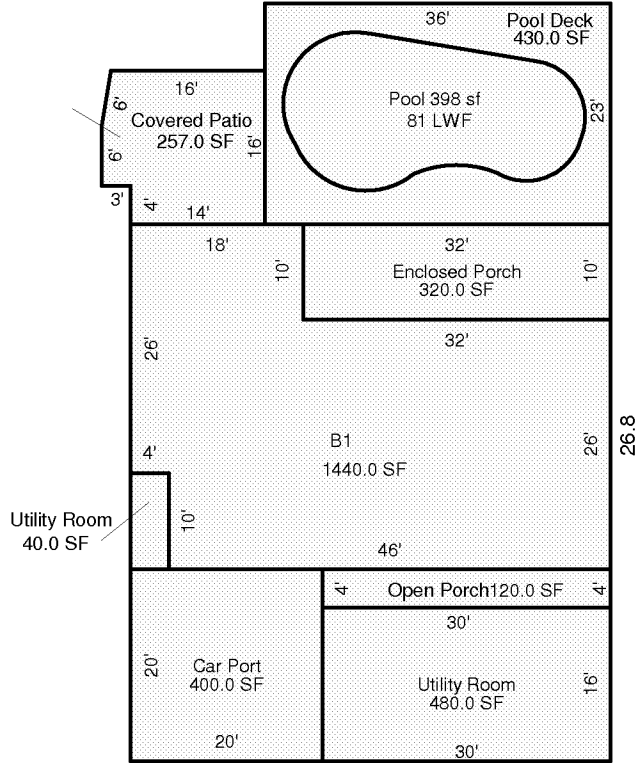 36'
Pool Deck
430.0 SF
16'
6'
Covered Patio
257.0 SF
16'
Pool 398 sf
81 LWF
23'
6'
3'
4'
14'
18'
10'
32'
Enclosed Porch
320.0 SF
10'
32'
26'
B1
1440.0 SF
26'
26.8
4'
Utility Room
40.0 SF
10'
46'
4'
Open Porch120.0 SF
4'
30'
20'
Car Port
400.0 SF
Utility Room
480.0 SF
16'
20'
30'